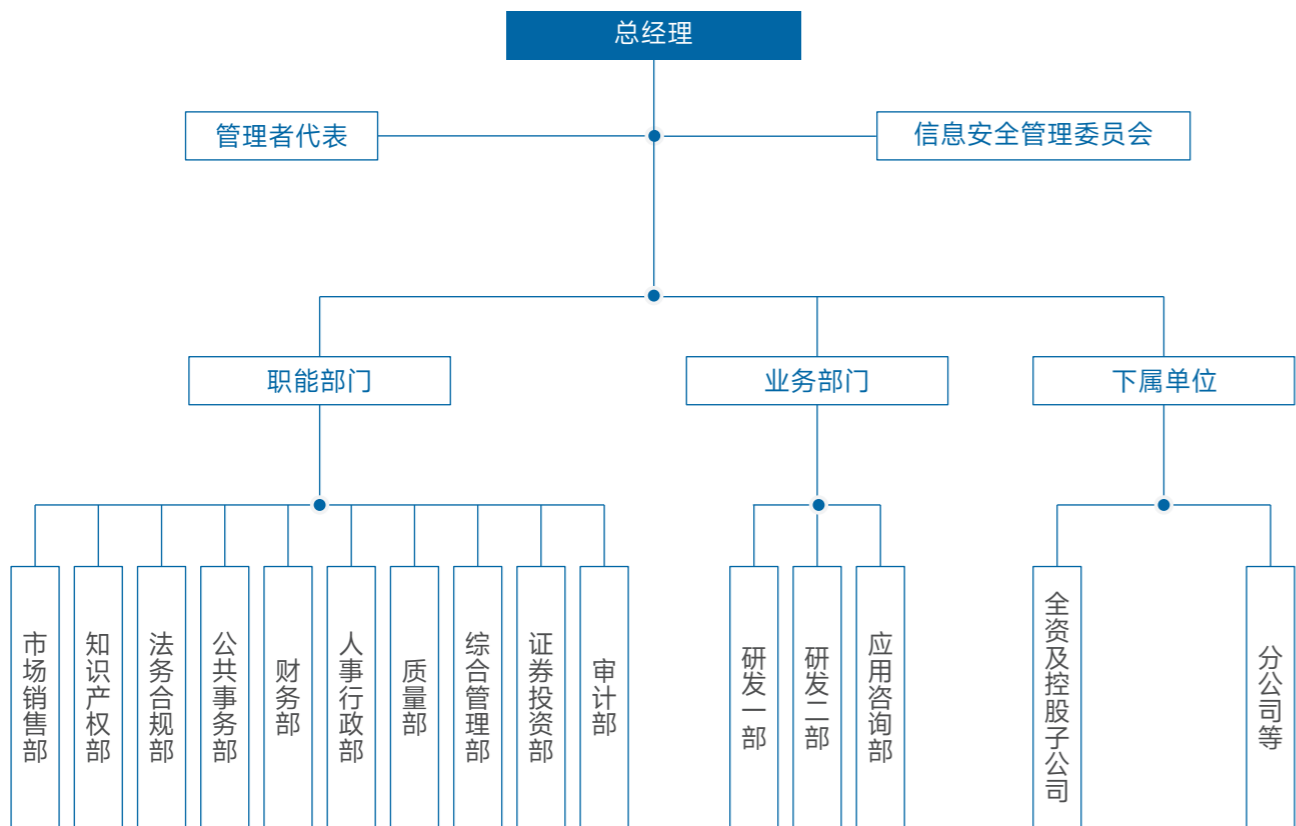 总经理
管理者代表
信息安全管理委员会
职能部门
业务部门
下属单位
市场销售部
知识产权部
法务合规部
公共事务部
财务部
人事行政部
质量部
综合管理部
证券投资部
审计部
研发一部
研发二部
应用咨询部
全资及控股子公司
分公司等